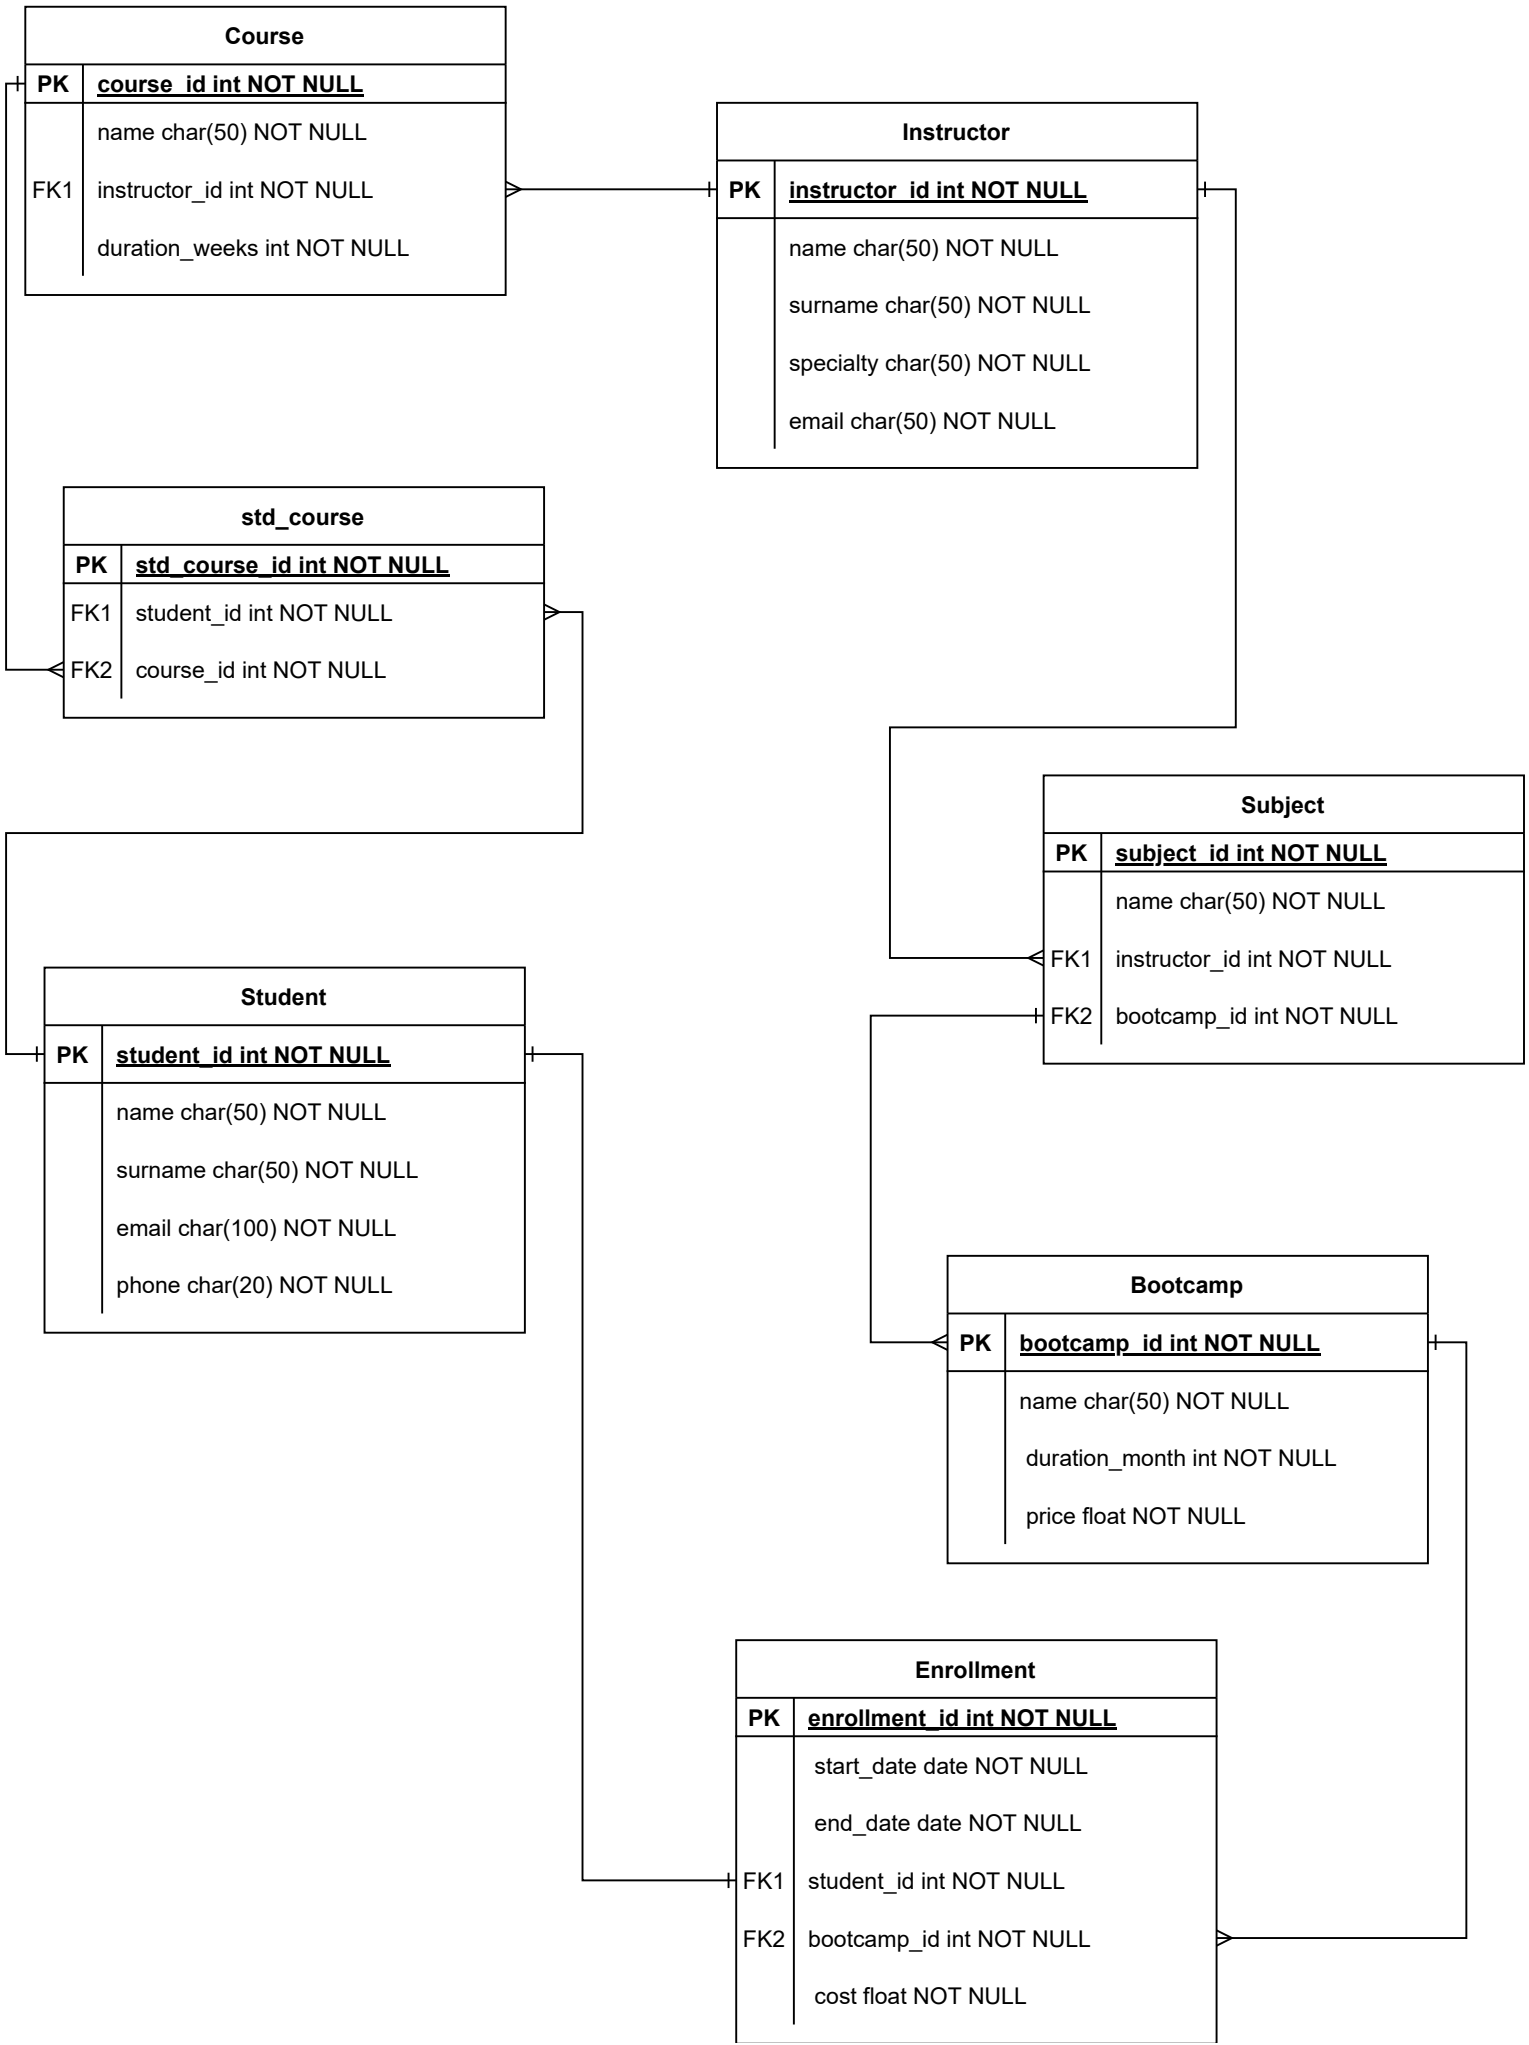 Course
PK course_id int NOT NULL
name char(50) NOT NULL
FK1 instructor_id int NOT NULL
duration_weeks int NOT NULL
Instructor
PK instructor_id int NOT NULL
name char(50) NOT NULL
surname char(50) NOT NULL
specialty char(50) NOT NULL
email char(50) NOT NULL
std_course
PK std_course_id int NOT NULL
FK1 student_id int NOT NULL
FK2 course_id int NOT NULL
Subject
PK subject_id int NOT NULL
name char(50) NOT NULL
FK1 instructor_id int NOT NULL
FK2 bootcamp_id int NOT NULL
Student
PK student_id int NOT NULL
name char(50) NOT NULL
surname char(50) NOT NULL
email char(100) NOT NULL
phone char(20) NOT NULL
Bootcamp
PK bootcamp_id int NOT NULL
name char(50) NOT NULL
duration_month int NOT NULL
price float NOT NULL
Enrollment
PK enrollment_id int NOT NULL
start_date date NOT NULL
end_date date NOT NULL
FK1 student_id int NOT NULL
FK2 bootcamp_id int NOT NULL
cost float NOT NULL